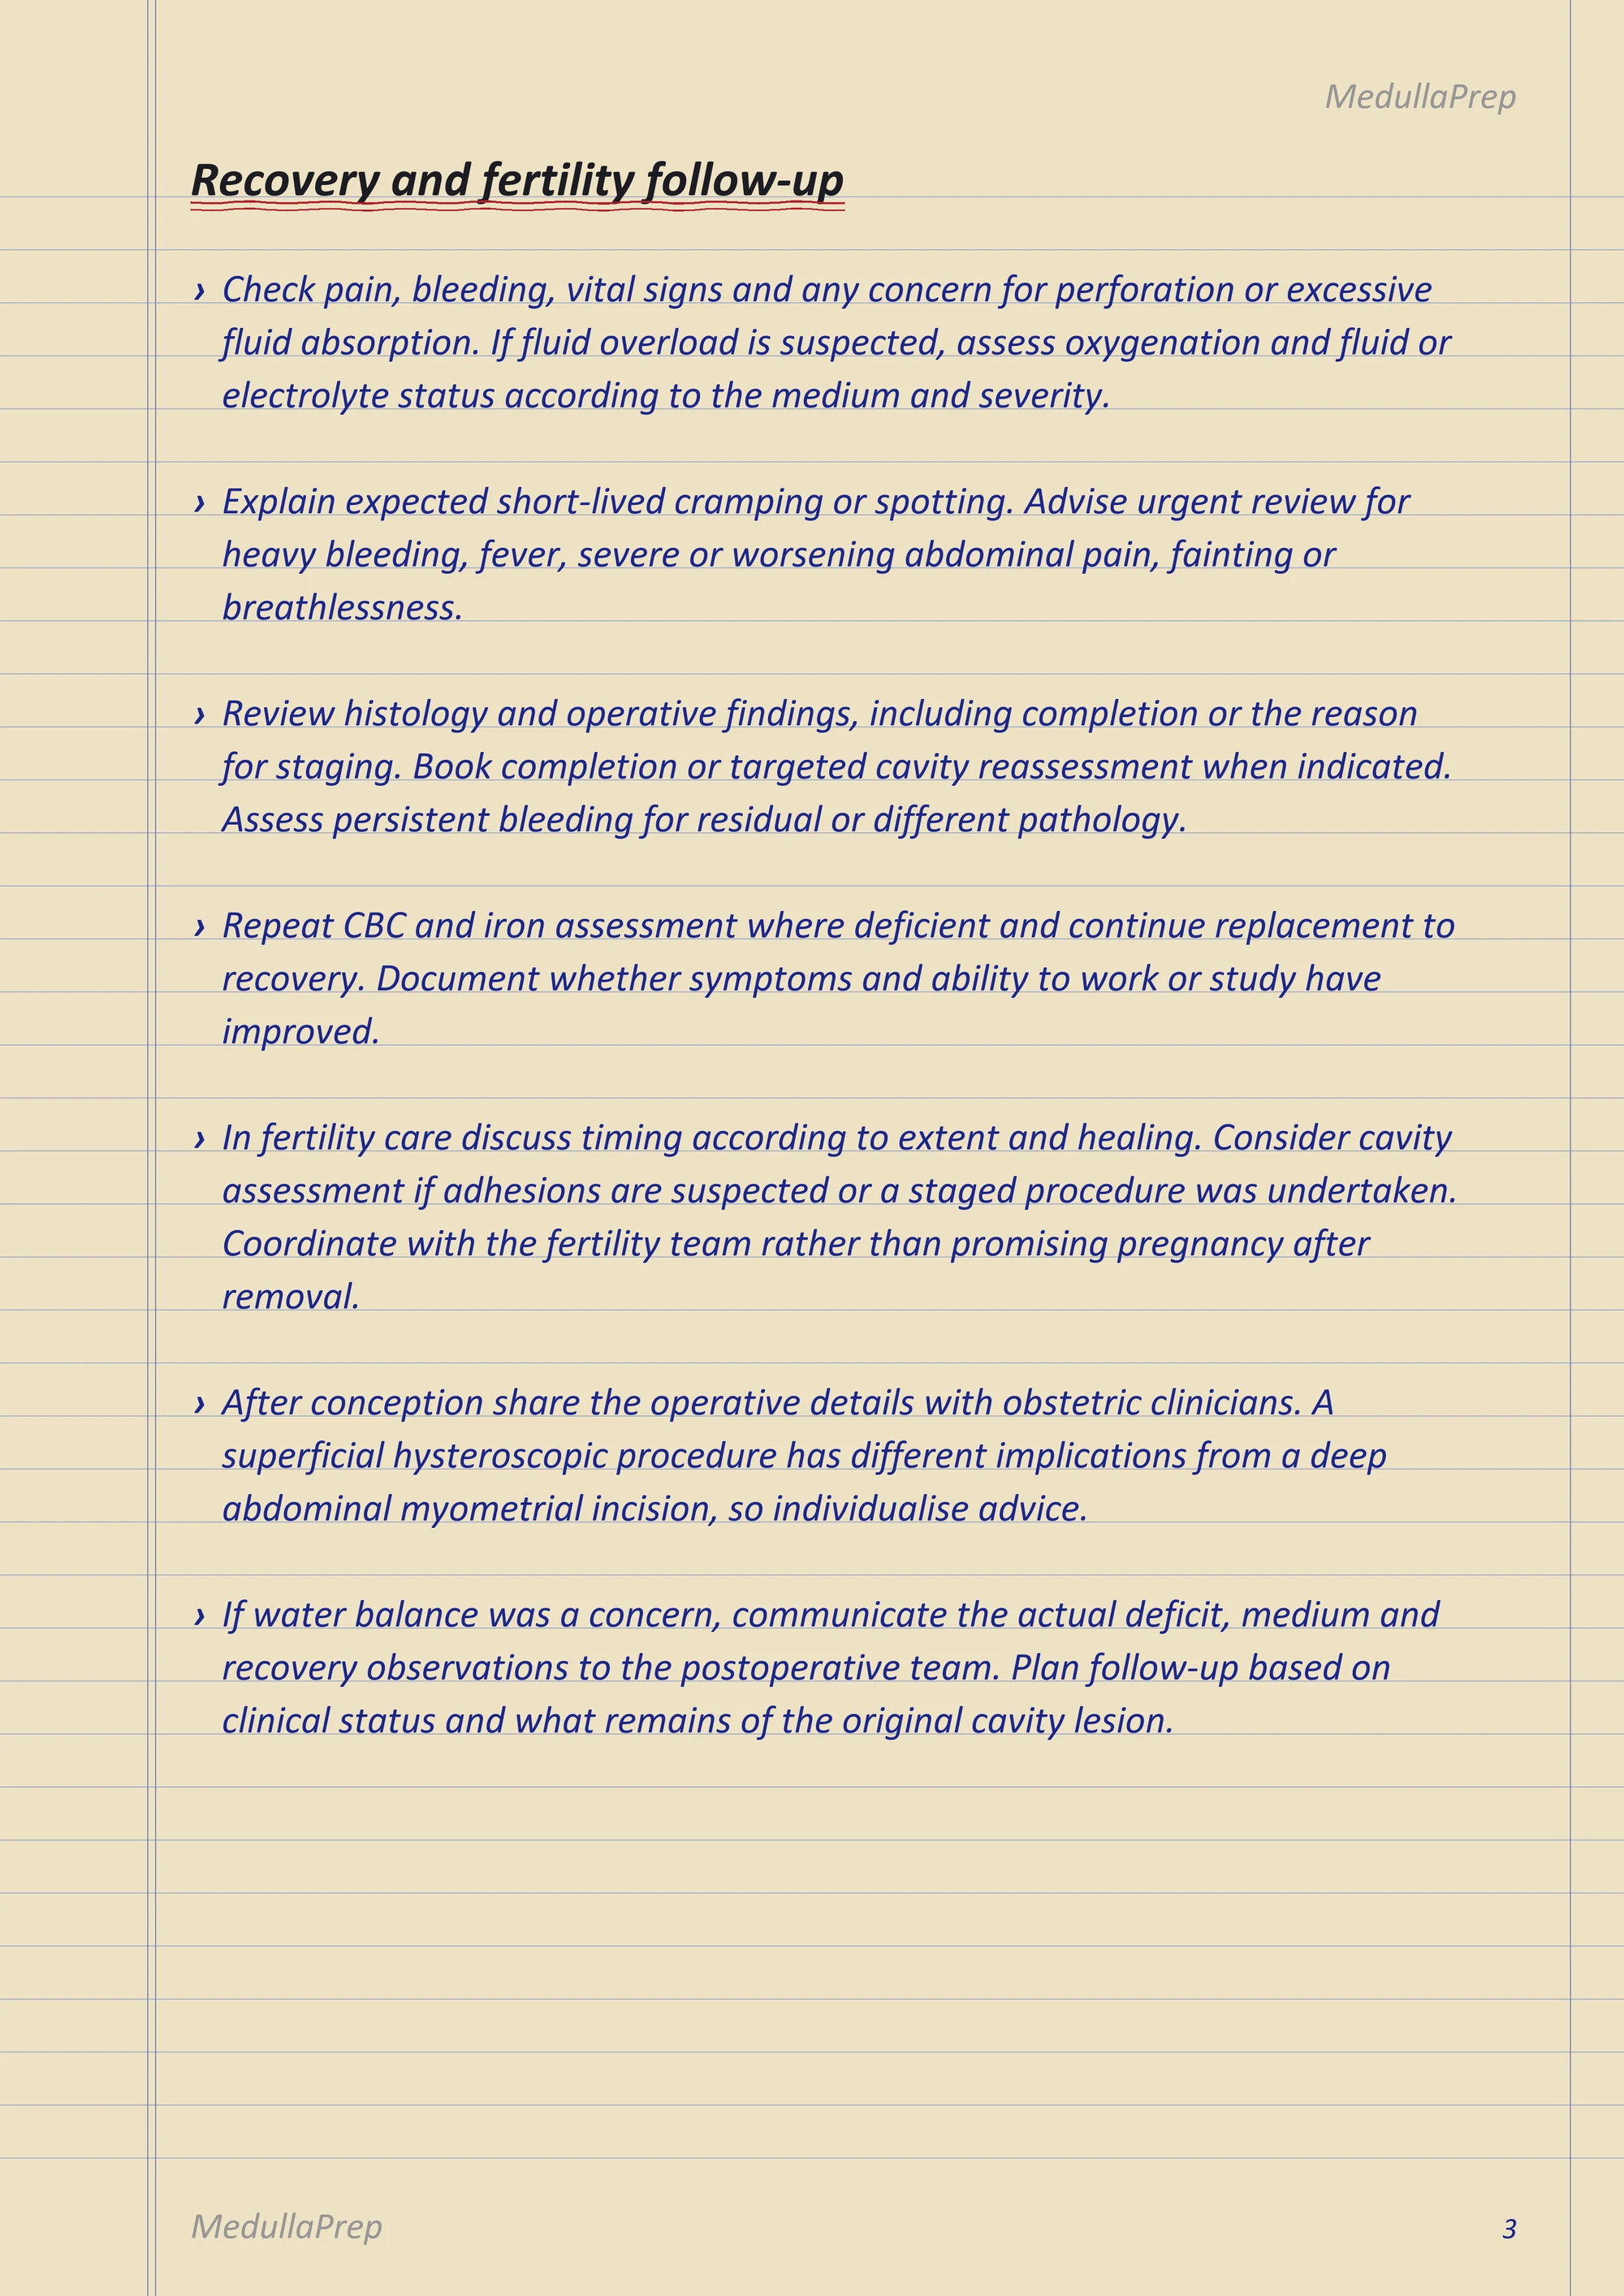 MedullaPrep
Recovery and fertility follow-up
› Check pain, bleeding, vital signs and any concern for perforation or excessive
fluid absorption. If fluid overload is suspected, assess oxygenation and fluid or
electrolyte status according to the medium and severity.
› Explain expected short-lived cramping or spotting. Advise urgent review for
heavy bleeding, fever, severe or worsening abdominal pain, fainting or
breathlessness.
› Review histology and operative findings, including completion or the reason
for staging. Book completion or targeted cavity reassessment when indicated.
Assess persistent bleeding for residual or different pathology.
› Repeat CBC and iron assessment where deficient and continue replacement to
recovery. Document whether symptoms and ability to work or study have
improved.
› In fertility care discuss timing according to extent and healing. Consider cavity
assessment if adhesions are suspected or a staged procedure was undertaken.
Coordinate with the fertility team rather than promising pregnancy after
removal.
› After conception share the operative details with obstetric clinicians. A
superficial hysteroscopic procedure has different implications from a deep
abdominal myometrial incision, so individualise advice.
› If water balance was a concern, communicate the actual deficit, medium and
recovery observations to the postoperative team. Plan follow-up based on
clinical status and what remains of the original cavity lesion.
MedullaPrep
3